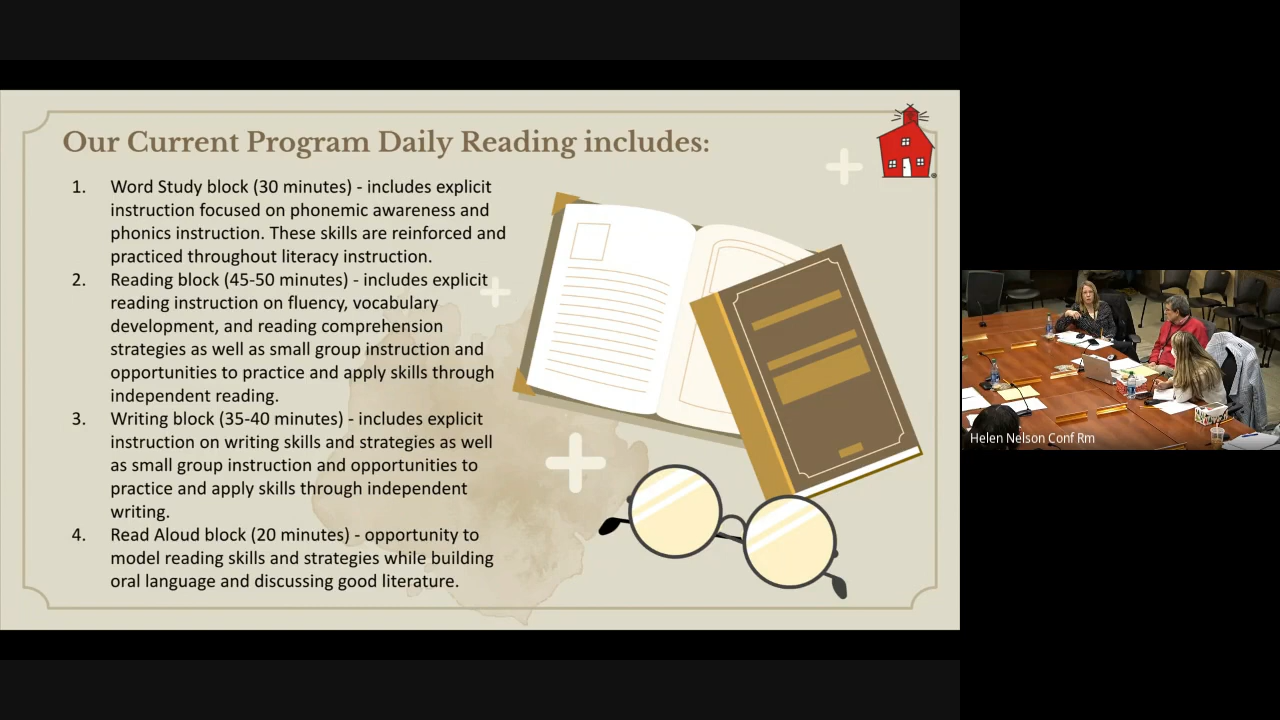 Our Current Program Daily Reading includes:
1. Word Study block (30 minutes) - includes explicit
instruction focused on phonemic awareness and
phonics instruction. These skills are reinforced and
practiced throughout literacy instruction.
2. Reading block (45-50 minutes) - includes explicit
reading instruction on fluency, vocabulary
development, and reading comprehension
strategies as well as small group instruction and
opportunities to practice and apply skills through
independent reading.
3. Writing block (35-40 minutes) - includes explicit
instruction on writing skills and strategies as well
as small group instruction and opportunities to
practice and apply skills through independent
writing.
4. Read Aloud block (20 minutes) - opportunity to
model reading skills and strategies while building
oral language and discussing good literature.
Helen Nelson Conf Rm